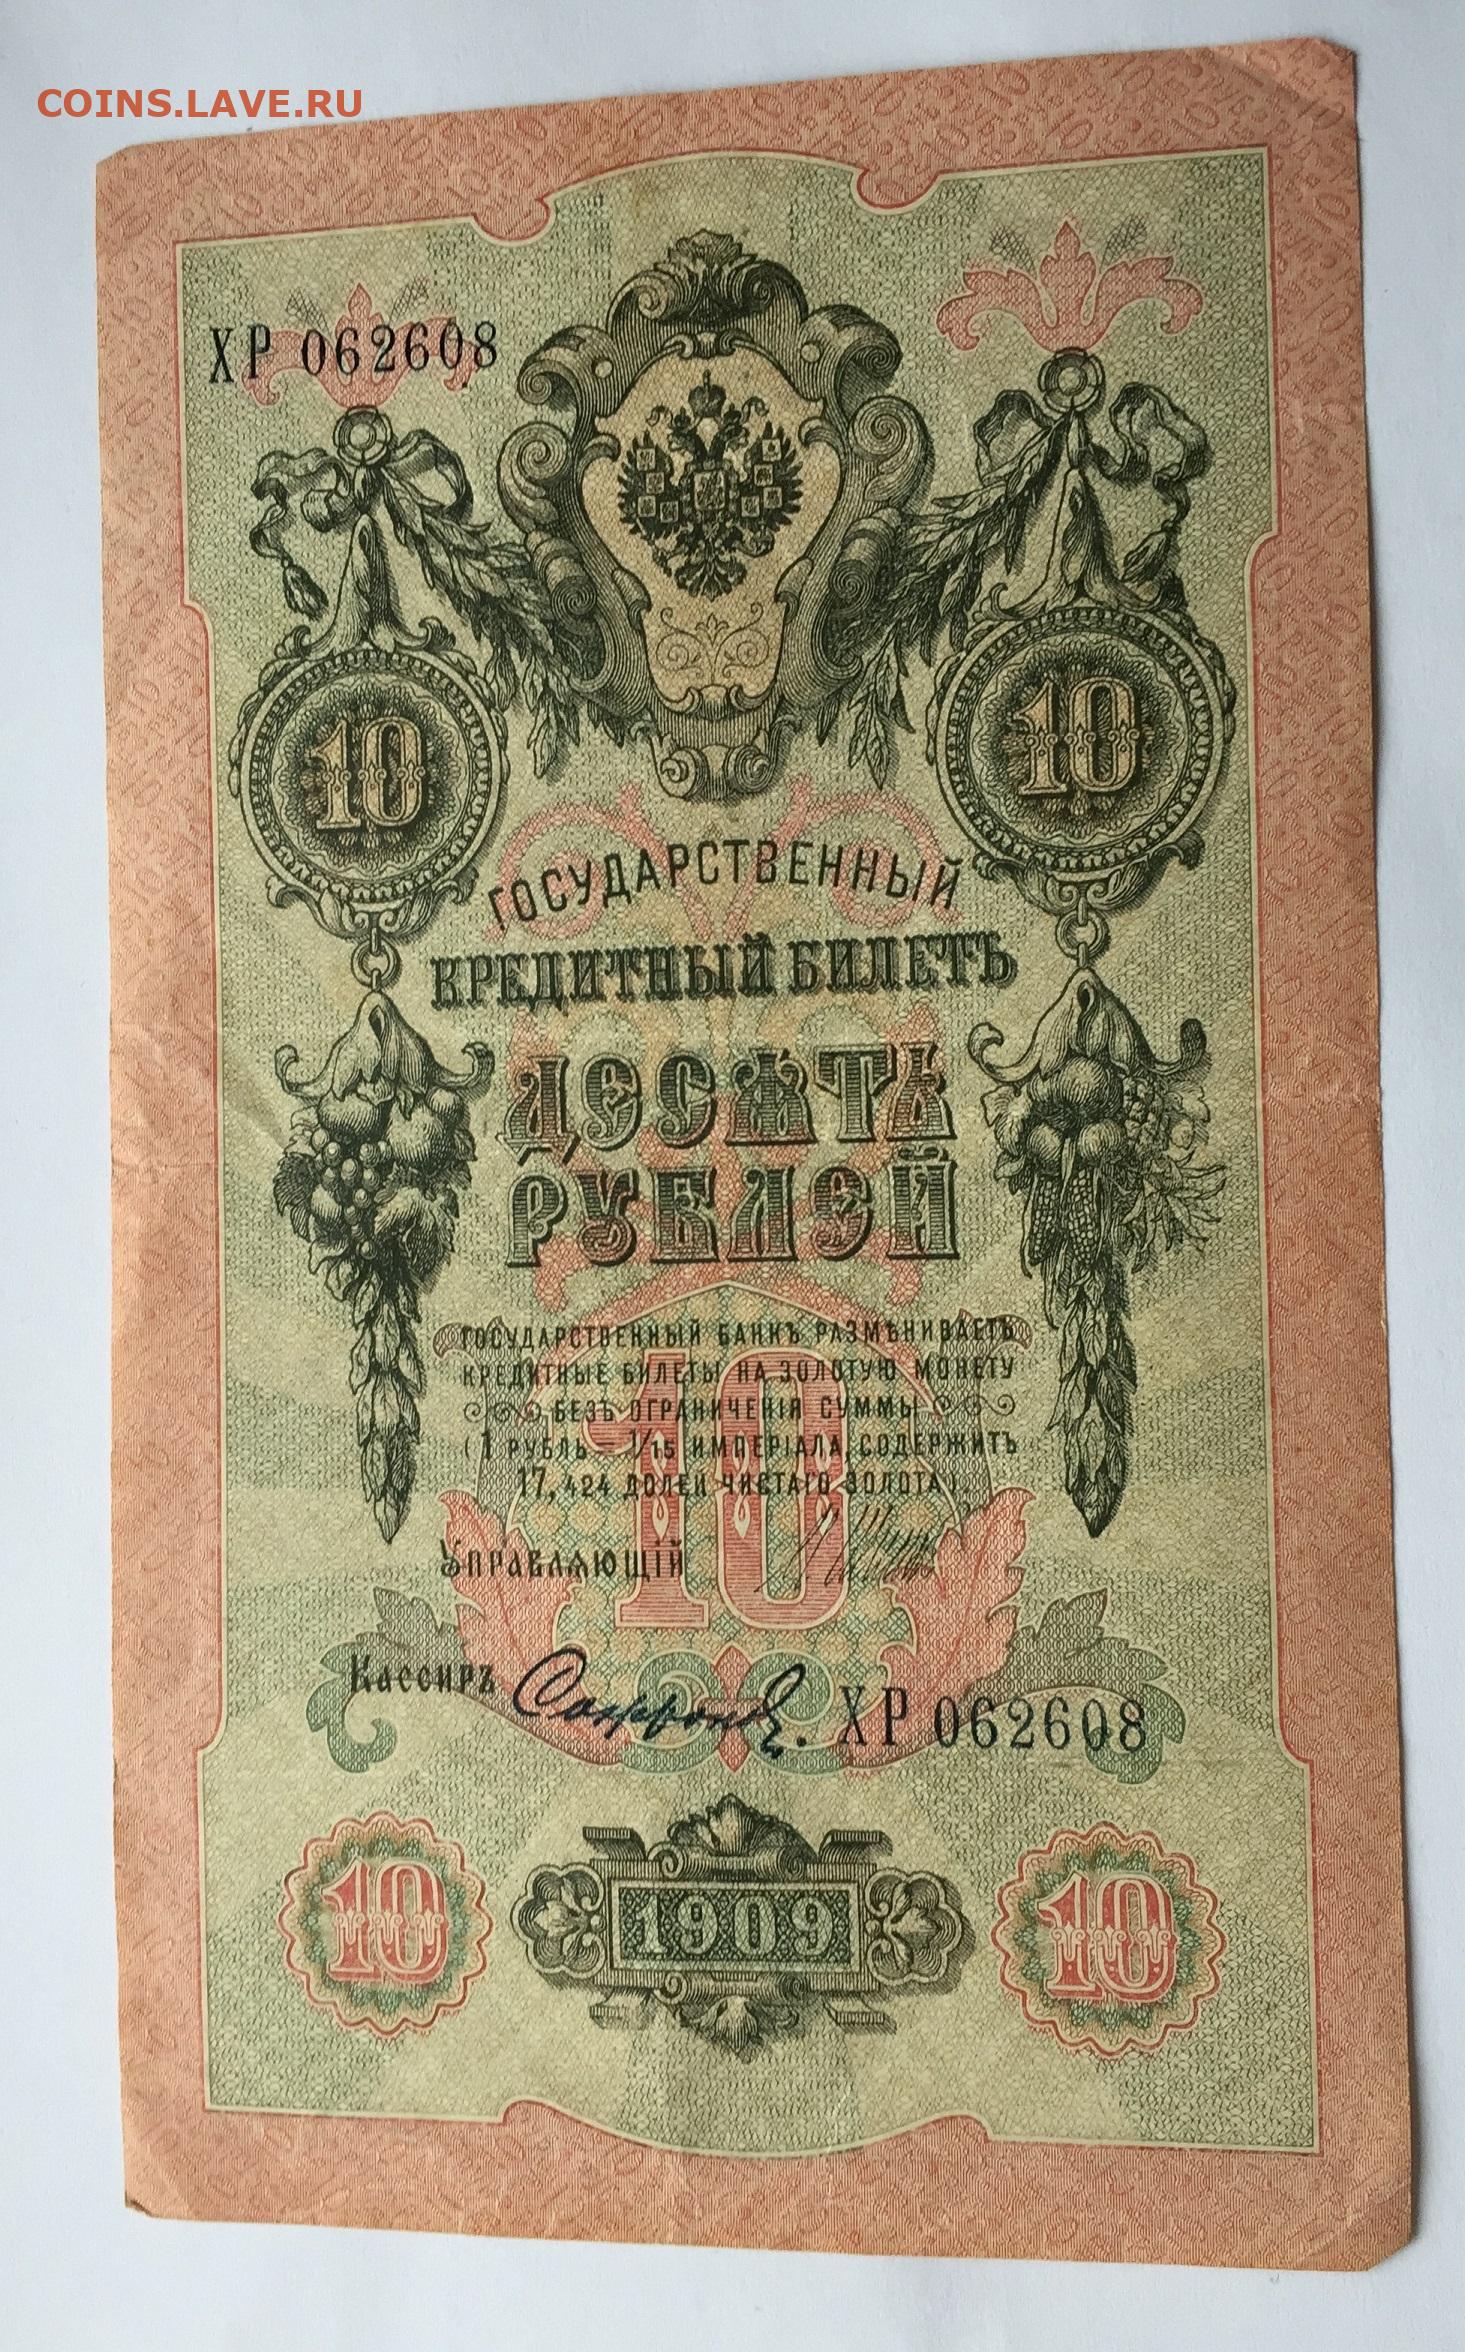 COINS.LAVE.RU
ХР 062608
10 10
ГОСУДАРСТВЕННЫЙ
КРЕДИТНЫЙ БИЛЕТЪ
ДЕСЯТЬ
РУБЛЕЙ
ГОСУДАРСТВЕННЫЙ БАНКЪ РАЗМѢНИВАЕТЪ
КРЕДИТНЫЕ БИЛЕТЫ НА ЗОЛОТУЮ МОНЕТУ
БЕЗЪ ОГРАНИЧЕНІЯ СУММЫ
(1 РУБЛЬ = 1/15 ИМПЕРІАЛА, СОДЕРЖИТЪ
17,424 ДОЛЕЙ ЧИСТАГО ЗОЛОТА).
10
УПРАВЛЯЮЩІЙ
КАССИРЪ ХР 062608
10 1909 10